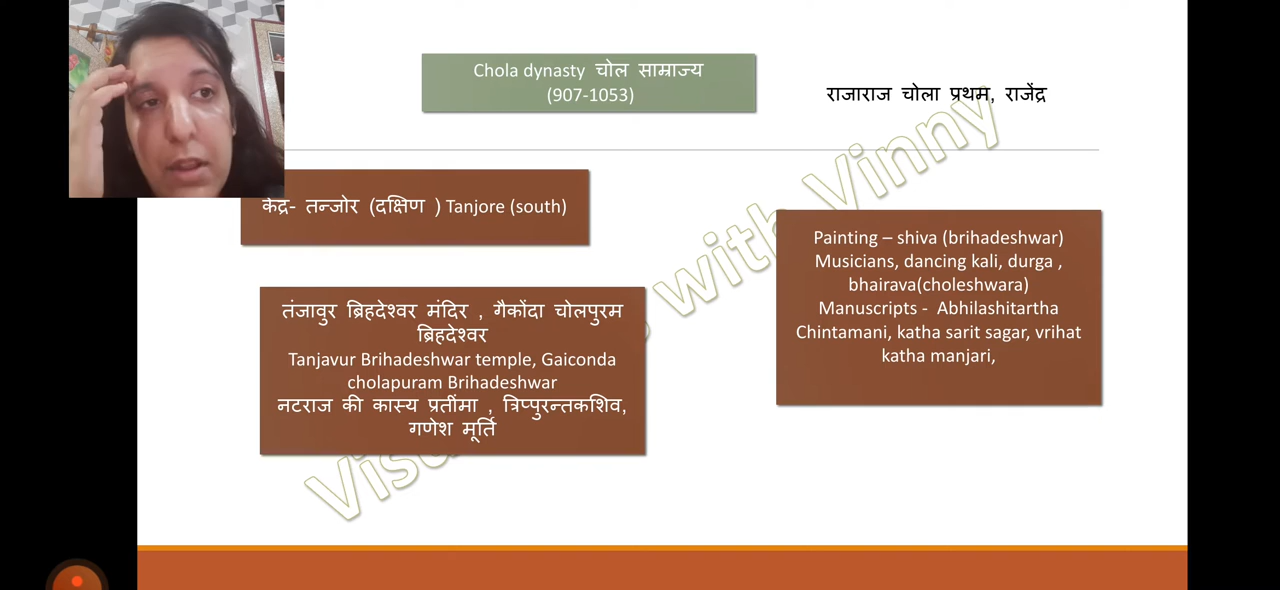 Chola dynasty चोल साम्राज्य
(907-1053)
राजाराज चोला प्रथम, राजेंद्र
केंद्र- तन्जोर (दक्षिण ) Tanjore (south)
तंजावुर ब्रिहदेश्वर मंदिर , गैकोंदा चोलपुरम
ब्रिहदेश्वर
Tanjavur Brihadeshwar temple, Gaiconda
cholapuram Brihadeshwar
नटराज की कास्य प्रतींमा , त्रिप्पुरन्तकशिव,
गणेश मूर्ति
Painting – shiva (brihadeshwar)
Musicians, dancing kali, durga ,
bhairava(choleshwara)
Manuscripts - Abhilashitartha
Chintamani, katha sarit sagar, vrihat
katha manjari,
with Vinny